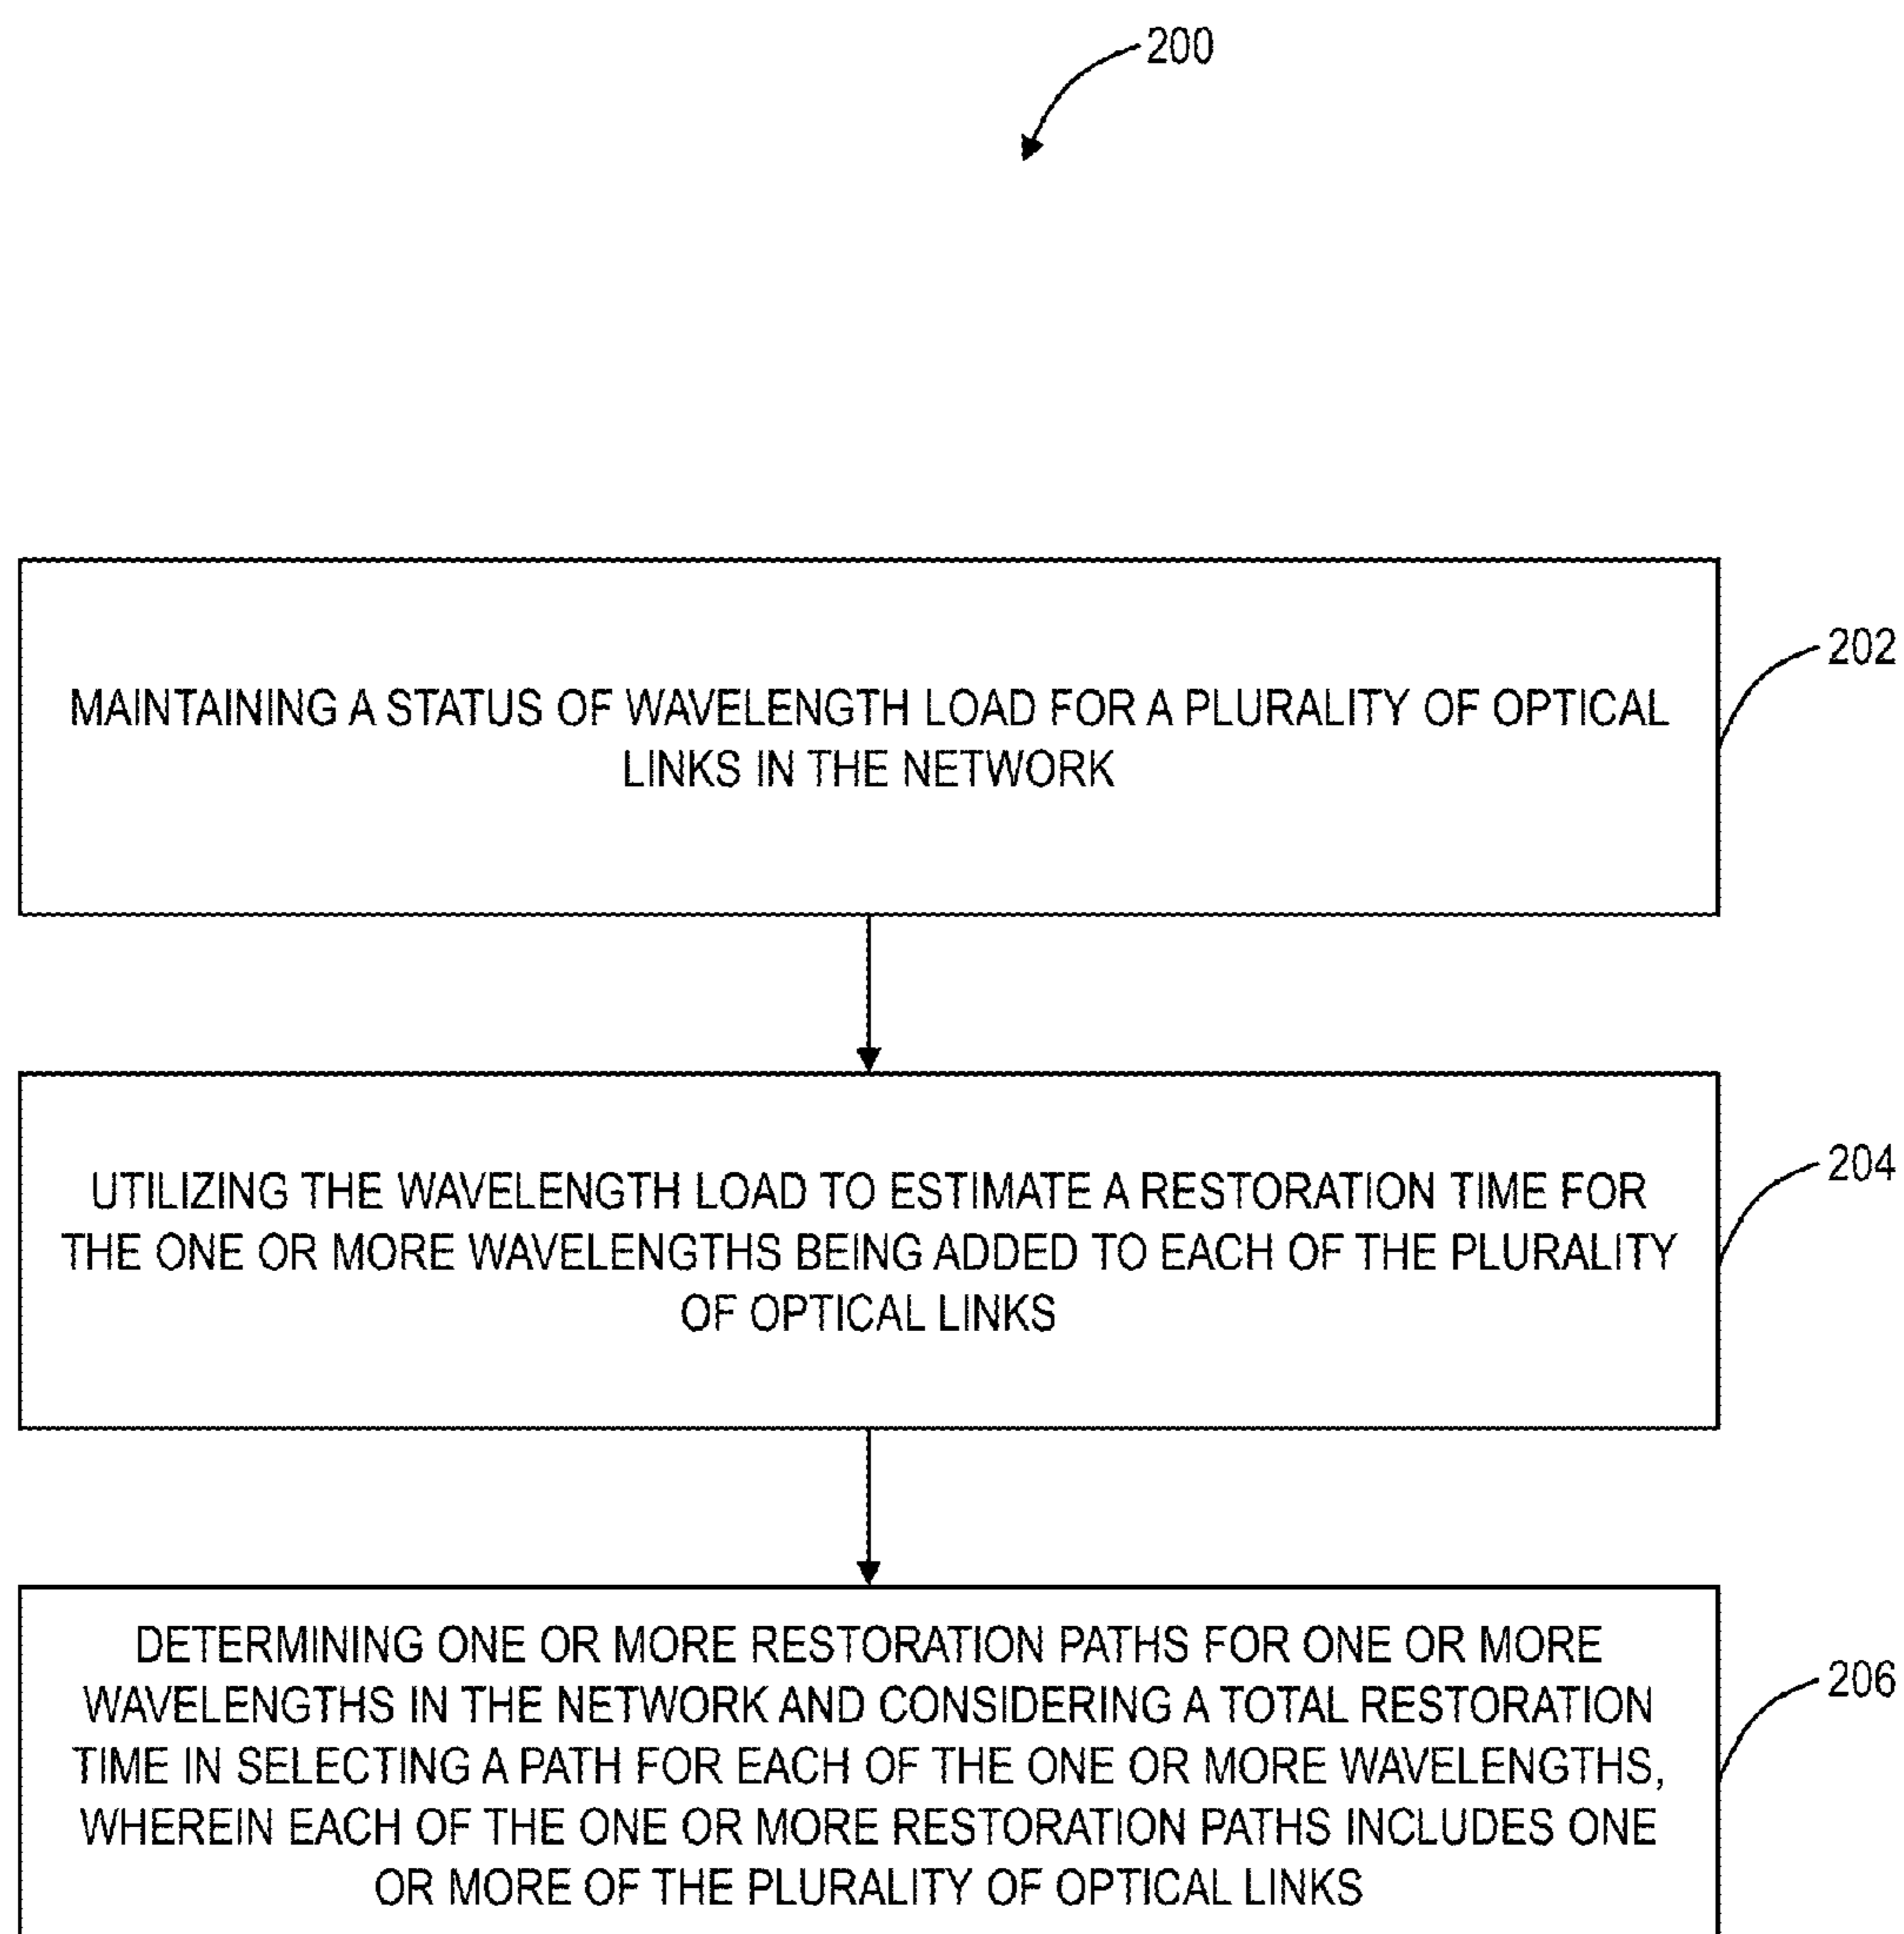 200
MAINTAINING A STATUS OF WAVELENGTH LOAD FOR A PLURALITY OF OPTICAL
LINKS IN THE NETWORK
202
UTILIZING THE WAVELENGTH LOAD TO ESTIMATE A RESTORATION TIME FOR
THE ONE OR MORE WAVELENGTHS BEING ADDED TO EACH OF THE PLURALITY
OF OPTICAL LINKS
204
DETERMINING ONE OR MORE RESTORATION PATHS FOR ONE OR MORE
WAVELENGTHS IN THE NETWORK AND CONSIDERING A TOTAL RESTORATION
TIME IN SELECTING A PATH FOR EACH OF THE ONE OR MORE WAVELENGTHS,
WHEREIN EACH OF THE ONE OR MORE RESTORATION PATHS INCLUDES ONE
OR MORE OF THE PLURALITY OF OPTICAL LINKS
206